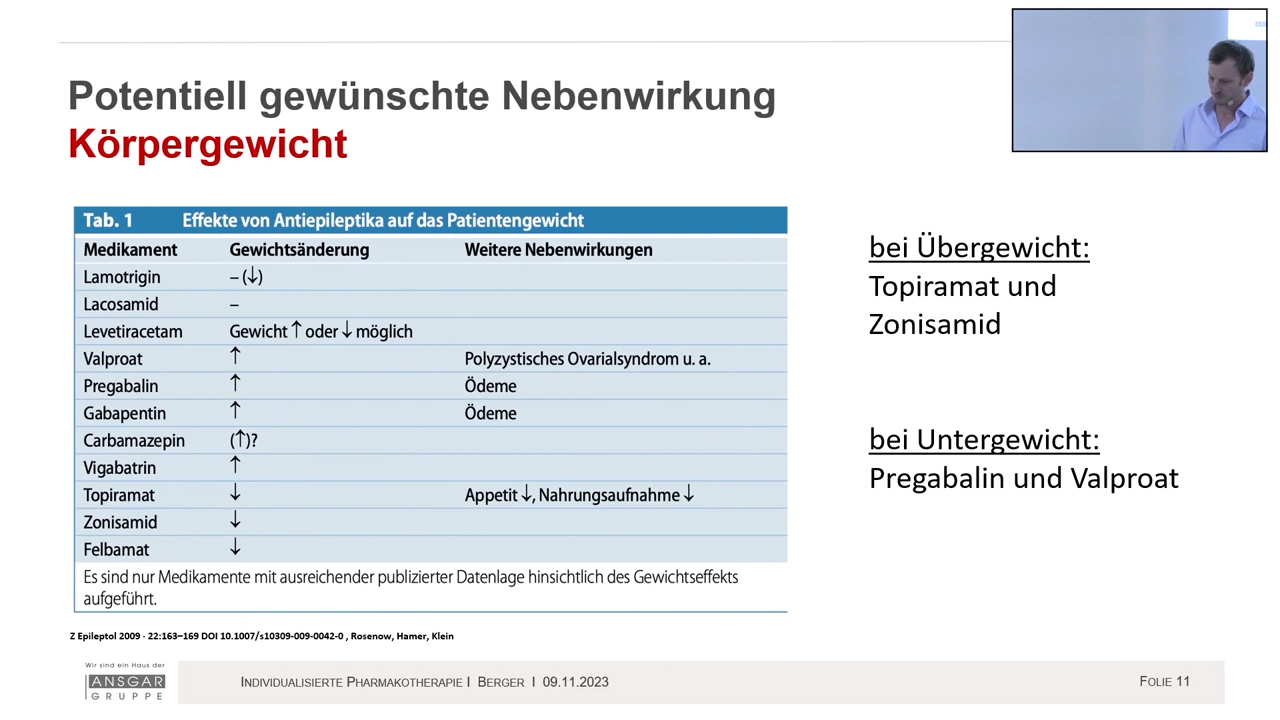 Potentiell gewünschte Nebenwirkung
Körpergewicht
Tab. 1 Effekte von Antiepileptika auf das Patientengewicht
Medikament Gewichtsänderung Weitere Nebenwirkungen
Lamotrigin – (↓)
Lacosamid –
Levetiracetam Gewicht ↑ oder ↓ möglich
Valproat ↑ Polyzystisches Ovarialsyndrom u. a.
Pregabalin ↑ Ödeme
Gabapentin ↑ Ödeme
Carbamazepin (↑)?
Vigabatrin ↑
Topiramat ↓ Appetit ↓, Nahrungsaufnahme ↓
Zonisamid ↓
Felbamat ↓
Es sind nur Medikamente mit ausreichender publizierter Datenlage hinsichtlich des Gewichtseffekts
aufgeführt.
bei Übergewicht:
Topiramat und
Zonisamid
bei Untergewicht:
Pregabalin und Valproat
Z Epileptol 2009 · 22:163–169 DOI 10.1007/s10309-009-0042-0 , Rosenow, Hamer, Klein
Wir sind ein Haus der
ANSGAR
GRUPPE
INDIVIDUALISIERTE PHARMAKOTHERAPIE I BERGER I 09.11.2023
FOLIE 11